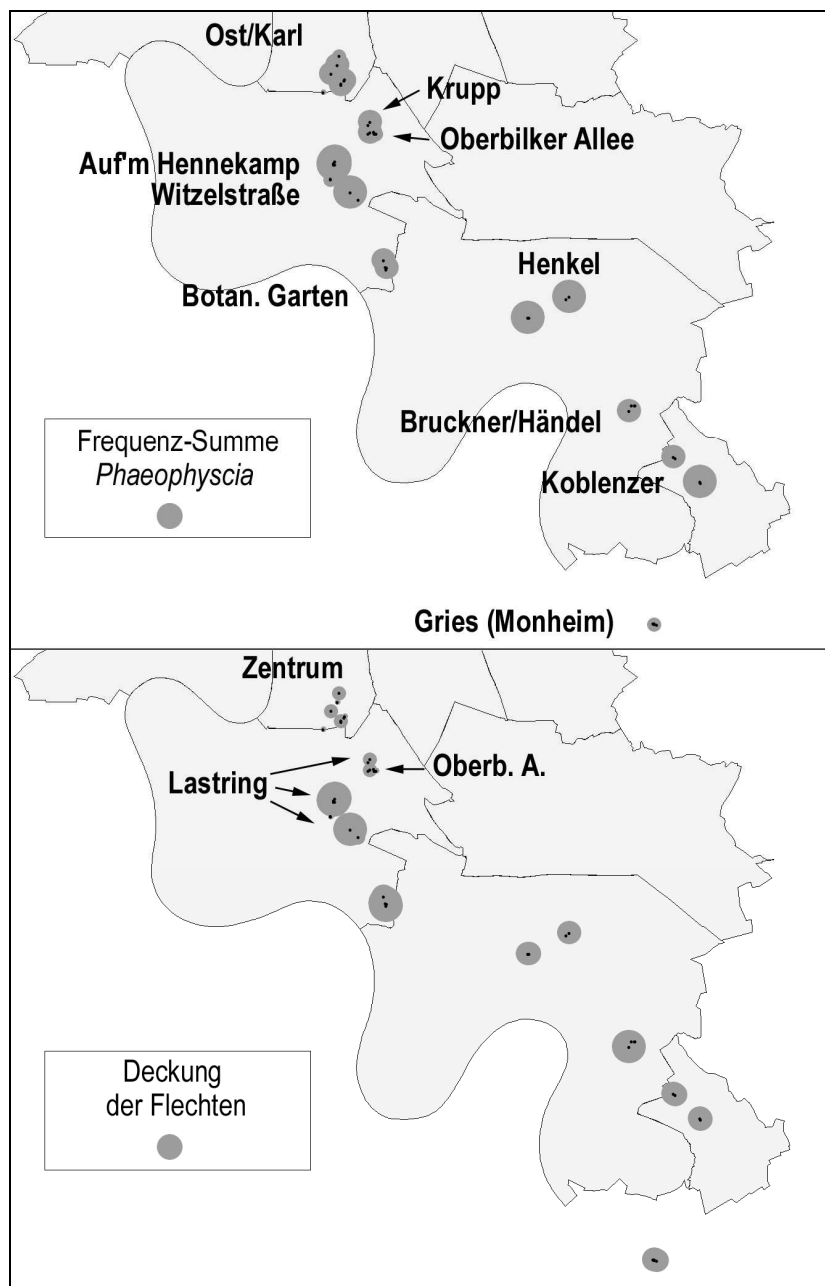 Ost/Karl
Krupp
Oberbilker Allee
Auf'm Hennekamp
Witzelstraße
Botan. Garten
Henkel
Bruckner/Händel
Frequenz-Summe
Phaeophyscia
Koblenzer
Gries (Monheim)
Zentrum
Oberb. A.
Lastring
Deckung
der Flechten